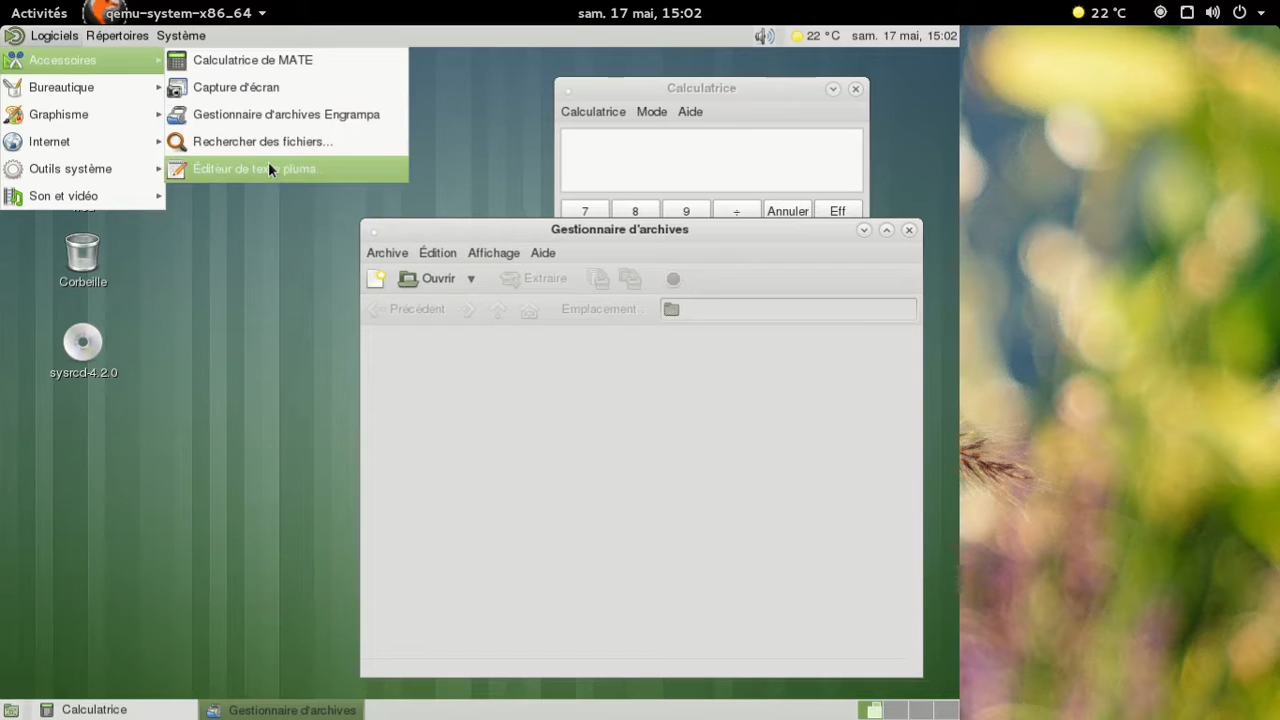 Activités
qemu-system-x86_64
sam. 17 mai, 15:02
22 °C
Logiciels Répertoires Système
22 °C sam. 17 mai, 15:02
Accessoires
Bureautique
Graphisme
Internet
Outils système
Son et vidéo
Calculatrice de MATE
Capture d'écran
Gestionnaire d'archives Engrampa
Rechercher des fichiers...
Éditeur de pluma
Corbeille
sysrcd-4.2.0
Calculatrice
Calculatrice Mode Aide
7 8 9 ÷ Annuler Eff
Gestionnaire d'archives
Archive Édition Affichage Aide
Ouvrir Extraire
Précédent Emplacement :
Calculatrice
Gestionnaire d'archives